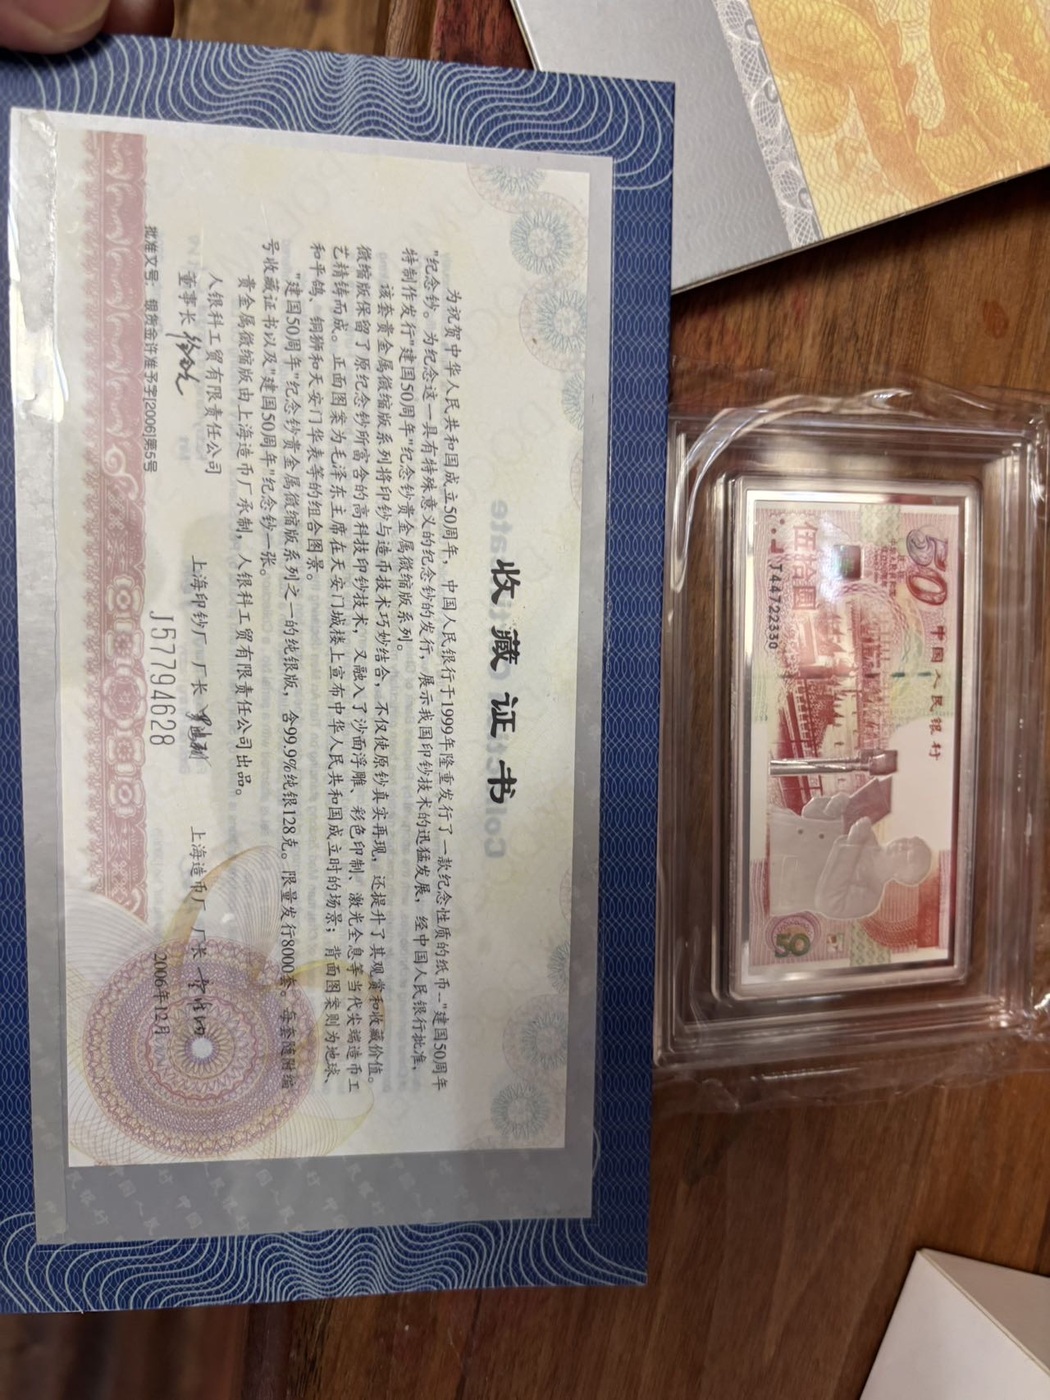 收藏证书
为祝贺中华人民共和国成立50周年，中国人民银行于1999年隆重发行了一款纪念性质的纸币--"建国50周年
"纪念钞。为纪念这一具有特殊意义的纪念钞的发行，展示我国印钞技术的迅猛发展，经中国人民银行批准，
特制作发行"建国50周年"纪念钞贵金属微缩版系列。
该套贵金属微缩版系列将印钞与造币技术巧妙结合，不仅使原钞真实再现，还提升了其观赏和收藏价值。
微缩版保留了原纪念钞所富含的高科技印钞技术，又融入了沙面浮雕、彩色印制、激光全息等当代尖端造币工
艺精铸而成。正面图案为毛泽东主席在天安门城楼上宣布中华人民共和国成立时的场景；背面图案则为地球、
和平鸽、铜狮和天安门华表等的组合图景。
"建国50周年"纪念钞贵金属微缩版系列之一的纯银版，含99.9%纯银128克。限量发行8000套。每套
号收藏证书以及"建国50周年"纪念钞一张。
贵金属微缩版由上海造币厂承制，人银科工贸有限责任公司出品。
人银科工贸有限责任公司
董事长
上海印钞厂 厂长
上海造币厂 厂长
2006年12月
批准文号：银货金许准予字[2006]第5号
J57794628
50
中国人民银行
伍拾圆
J44722330
50